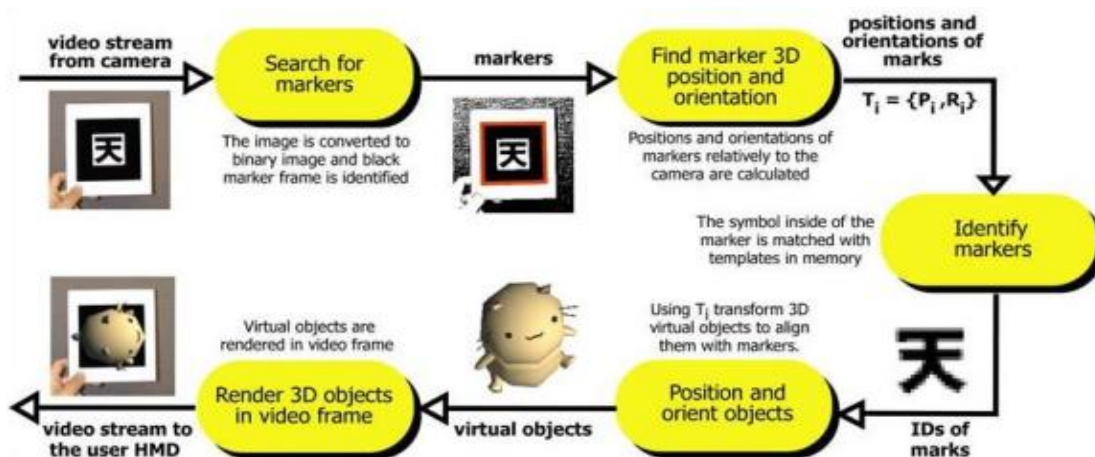 video stream
from camera
Search for
markers
The image is converted to
binary image and black
marker frame is identified
天
markers
天
Find marker 3D
position and
orientation
Positions and orientations of
markers relatively to the
camera are calculated
positions and
orientations of
marks
Tᵢ = {Pᵢ ,Rᵢ}
The symbol inside of the
marker is matched with
templates in memory
Identify
markers
天
IDs of
marks
Using Tᵢ transform 3D
virtual objects to align
them with markers.
Position and
orient objects
virtual objects
Virtual objects are
rendered in video frame
Render 3D objects
in video frame
video stream to
the user HMD